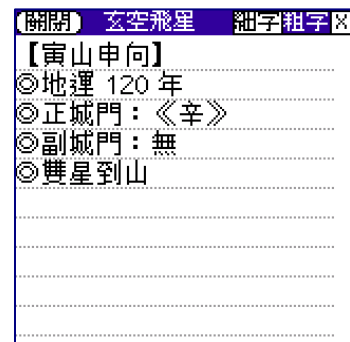 (關閉) 玄空飛星 細字粗字X
【寅山申向】
◎地運 120 年
◎正城門：《辛》
◎副城門：無
◎雙星到山